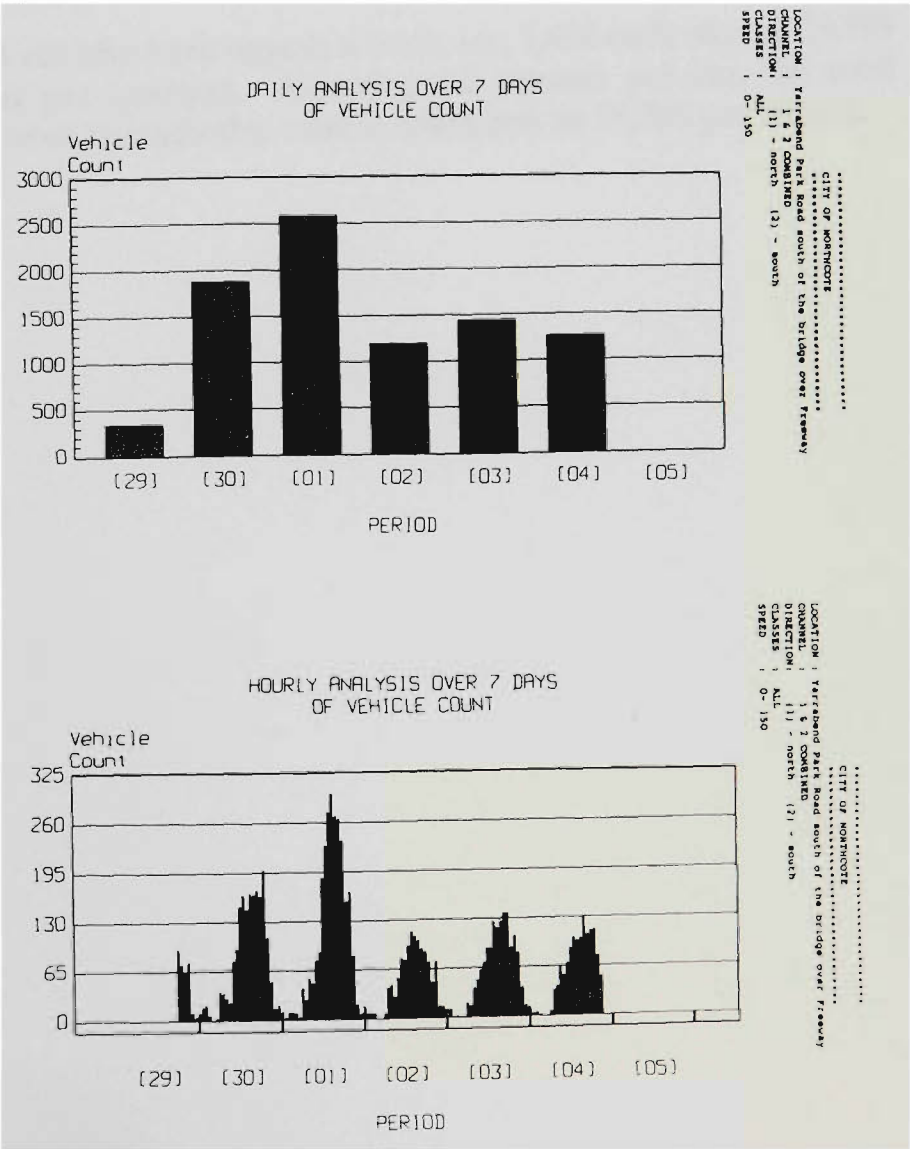 DAILY ANALYSIS OVER 7 DAYS
OF VEHICLE COUNT
Vehicle
Count
3000
2500
2000
1500
1000
500
0
[29] [30] [01] [02] [03] [04] [05]
PERIOD
CITY OF NORTHCOTE
LOCATION : Yarrabend Park Road south of the bridge over Freeway
CHANNEL : 1 & 2 COMBINED
DIRECTION: (1) - north (2) - south
CLASSES : ALL
SPEED : 0- 150
HOURLY ANALYSIS OVER 7 DAYS
OF VEHICLE COUNT
Vehicle
Count
325
260
195
130
65
0
[29] [30] [01] [02] [03] [04] [05]
PERIOD
CITY OF NORTHCOTE
LOCATION : Yarrabend Park Road south of the bridge over Freeway
CHANNEL : 1 & 2 COMBINED
DIRECTION: (1) - north (2) - south
CLASSES : ALL
SPEED : 0- 150